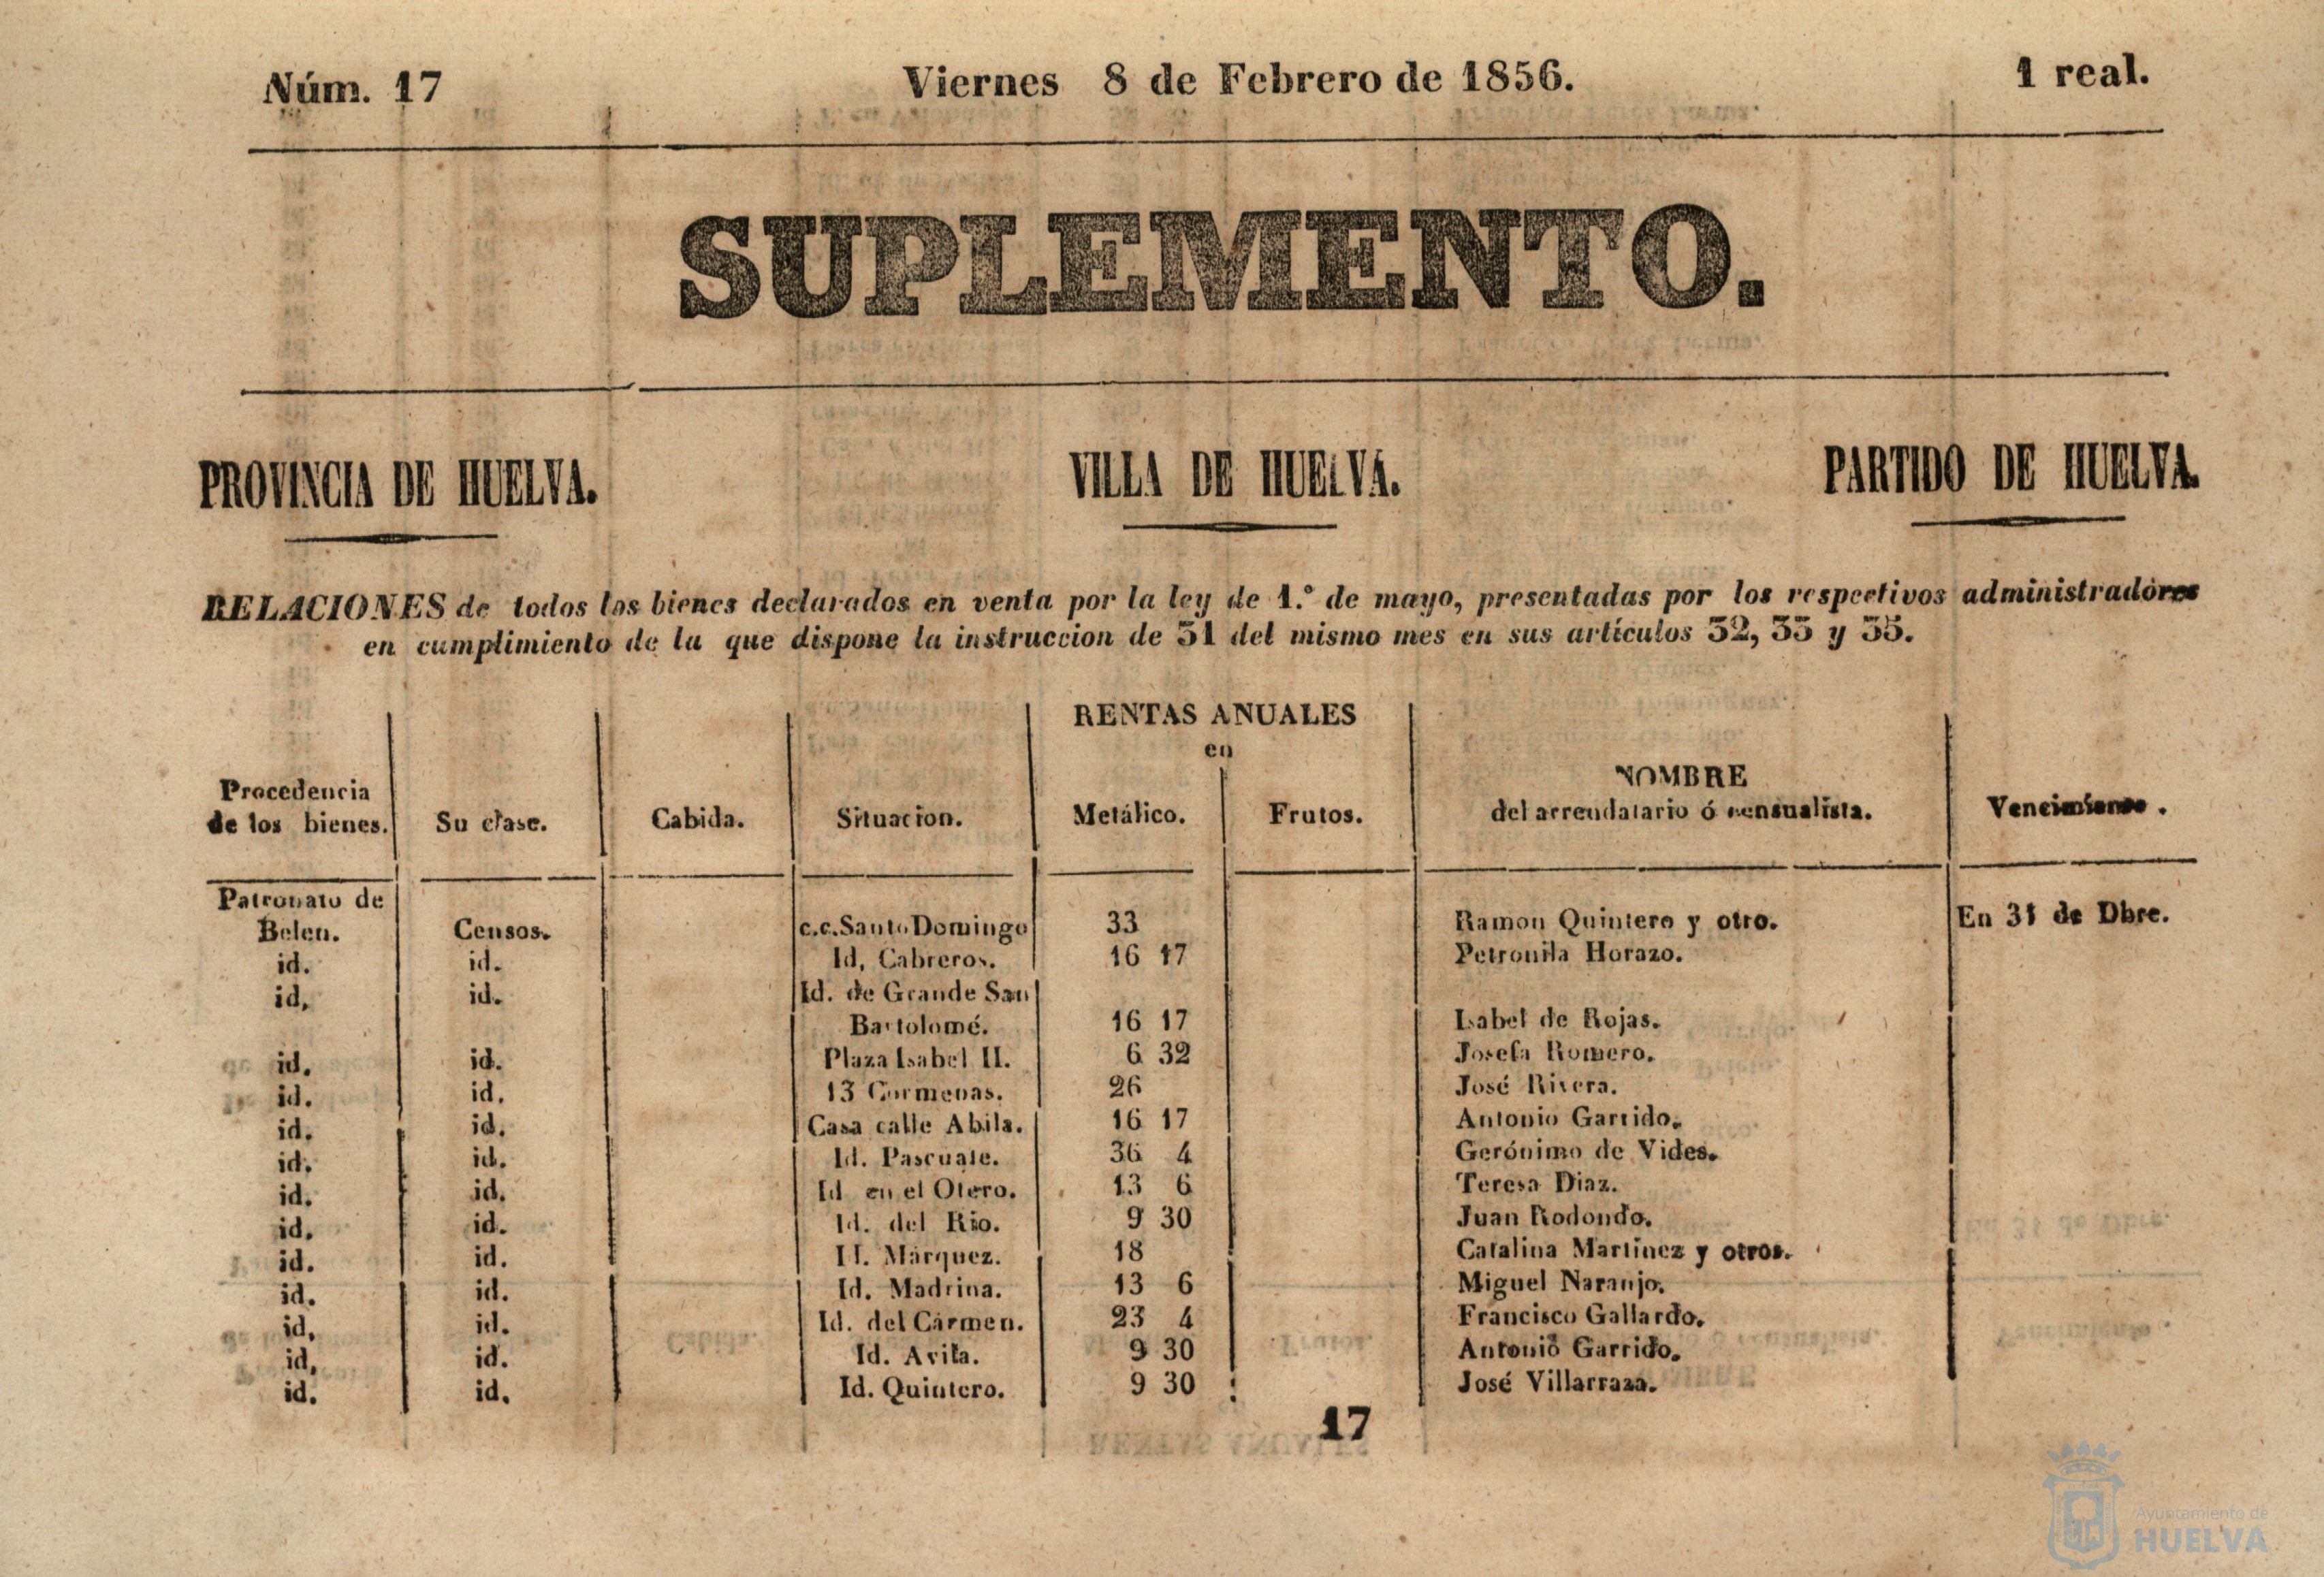 Núm. 17 Viernes 8 de Febrero de 1856. 1 real.
SUPLEMENTO.
PROVINCIA DE HUELVA. VILLA DE HUELVA. PARTIDO DE HUELVA.
RELACIONES de todos los bienes declarados en venta por la ley de 1.º de mayo, presentadas por los respectivos administradores
en cumplimiento de la que dispone la instruccion de 31 del mismo mes en sus artículos 32, 33 y 35.
RENTAS ANUALES
en
Procedencia
de los bienes. Su clase. Cabida. Situacion. Metálico. Frutos. NOMBRE
del arrendatario ó censualista. Vencimiento.
Patronato de
Belen. Censos. c.c. Santo Domingo 33 Ramon Quintero y otro. En 31 de Dbre.
id. id. Id, Cabreros. 16 17 Petronila Horazo.
id, id. Id. de Grande San
Bartolomé. 16 17 Isabel de Rojas.
id. id. Plaza Isabel II. 6 32 Josefa Romero.
id. id. 13 Gormenas. 26 José Rivera.
id. id. Casa calle Abila. 16 17 Antonio Garrido.
id. id. Id. Pascuale. 36 4 Gerónimo de Vides.
id. id. Id en el Otero. 13 6 Teresa Diaz.
id. id. Id. del Rio. 9 30 Juan Rodondo.
id. id. Id. Márquez. 18 Catalina Martinez y otros.
id. id. Id. Madrina. 13 6 Miguel Naranjo.
id, id. Id. del Cármen. 23 4 Francisco Gallardo.
id, id. Id. Avila. 9 30 Antonio Garrido.
id. id. Id. Quintero. 9 30 José Villarraza.
17
Ayuntamiento de
HUELVA